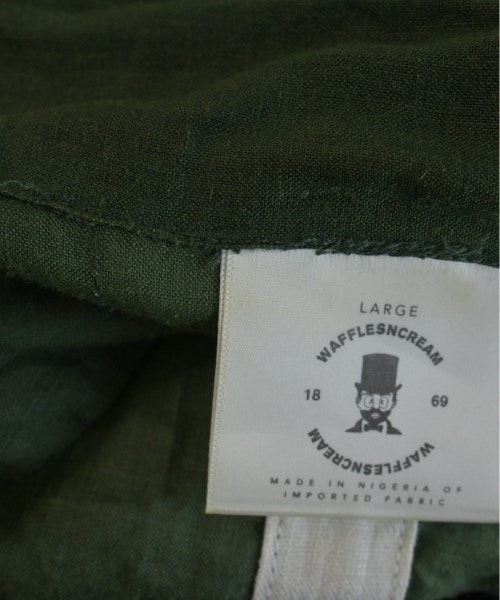 LARGE
WAFFLESNCREAM
18 69
WAFFLESNCREAM
MADE IN NIGERIA OF
IMPORTED FABRIC